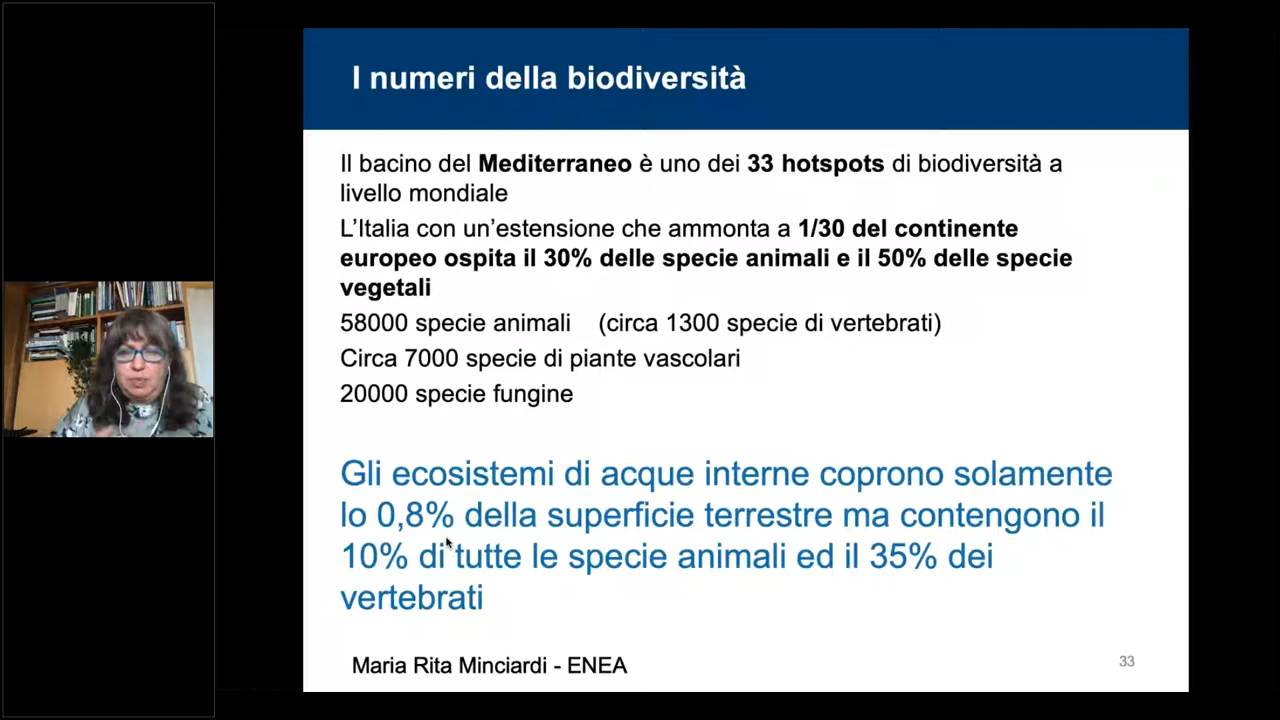 I numeri della biodiversità
Il bacino del Mediterraneo è uno dei 33 hotspots di biodiversità a
livello mondiale
L’Italia con un’estensione che ammonta a 1/30 del continente
europeo ospita il 30% delle specie animali e il 50% delle specie
vegetali
58000 specie animali (circa 1300 specie di vertebrati)
Circa 7000 specie di piante vascolari
20000 specie fungine
Gli ecosistemi di acque interne coprono solamente
lo 0,8% della superficie terrestre ma contengono il
10% di tutte le specie animali ed il 35% dei
vertebrati
Maria Rita Minciardi - ENEA
33